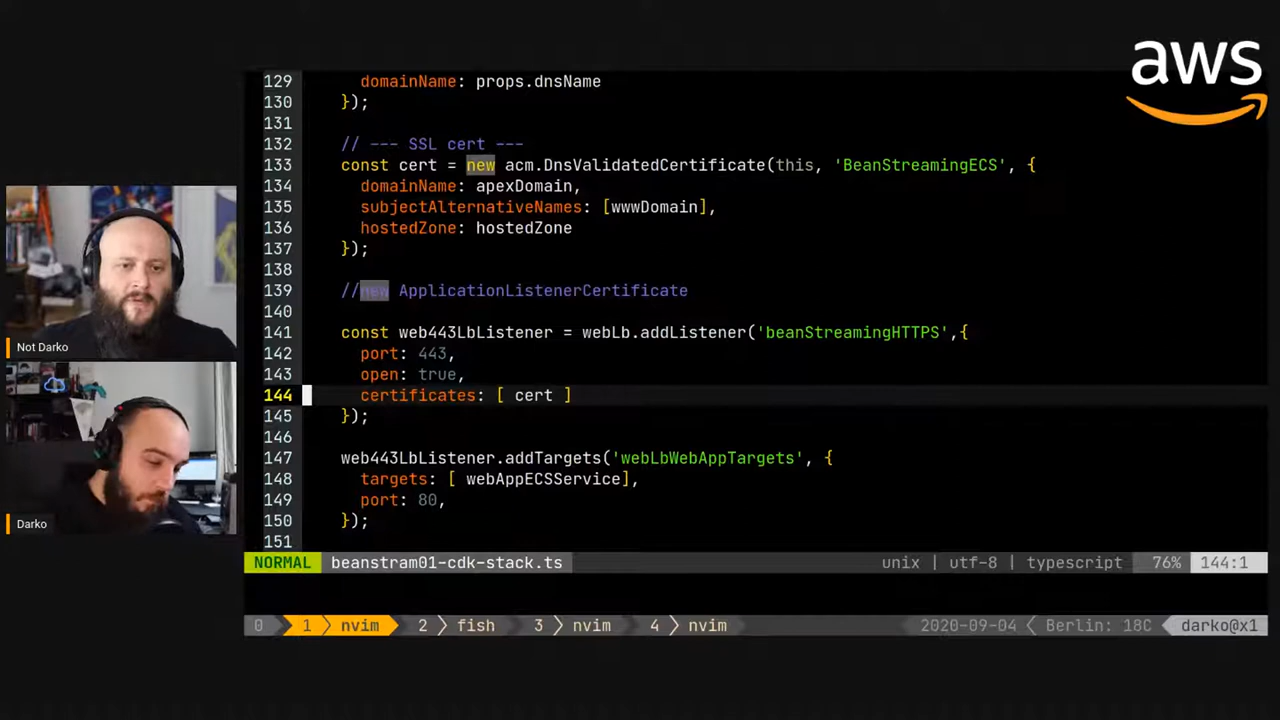 aws
129 domainName: props.dnsName
130 });
131
132 // --- SSL cert ---
133 const cert = new acm.DnsValidatedCertificate(this, 'BeanStreamingECS', {
134 domainName: apexDomain,
135 subjectAlternativeNames: [wwwDomain],
136 hostedZone: hostedZone
137 });
138
139 //new ApplicationListenerCertificate
140
141 const web443LbListener = webLb.addListener('beanStreamingHTTPS',{
142 port: 443,
143 open: true,
144 certificates: [ cert ]
145 });
146
147 web443LbListener.addTargets('webLbWebAppTargets', {
148 targets: [ webAppECSService],
149 port: 80,
150 });
151
Not Darko
Darko
NORMAL beanstram01-cdk-stack.ts unix | utf-8 | typescript 76% 144:1
0 1 nvim 2 fish 3 nvim 4 nvim 2020-09-04 Berlin: 18C darko@x1